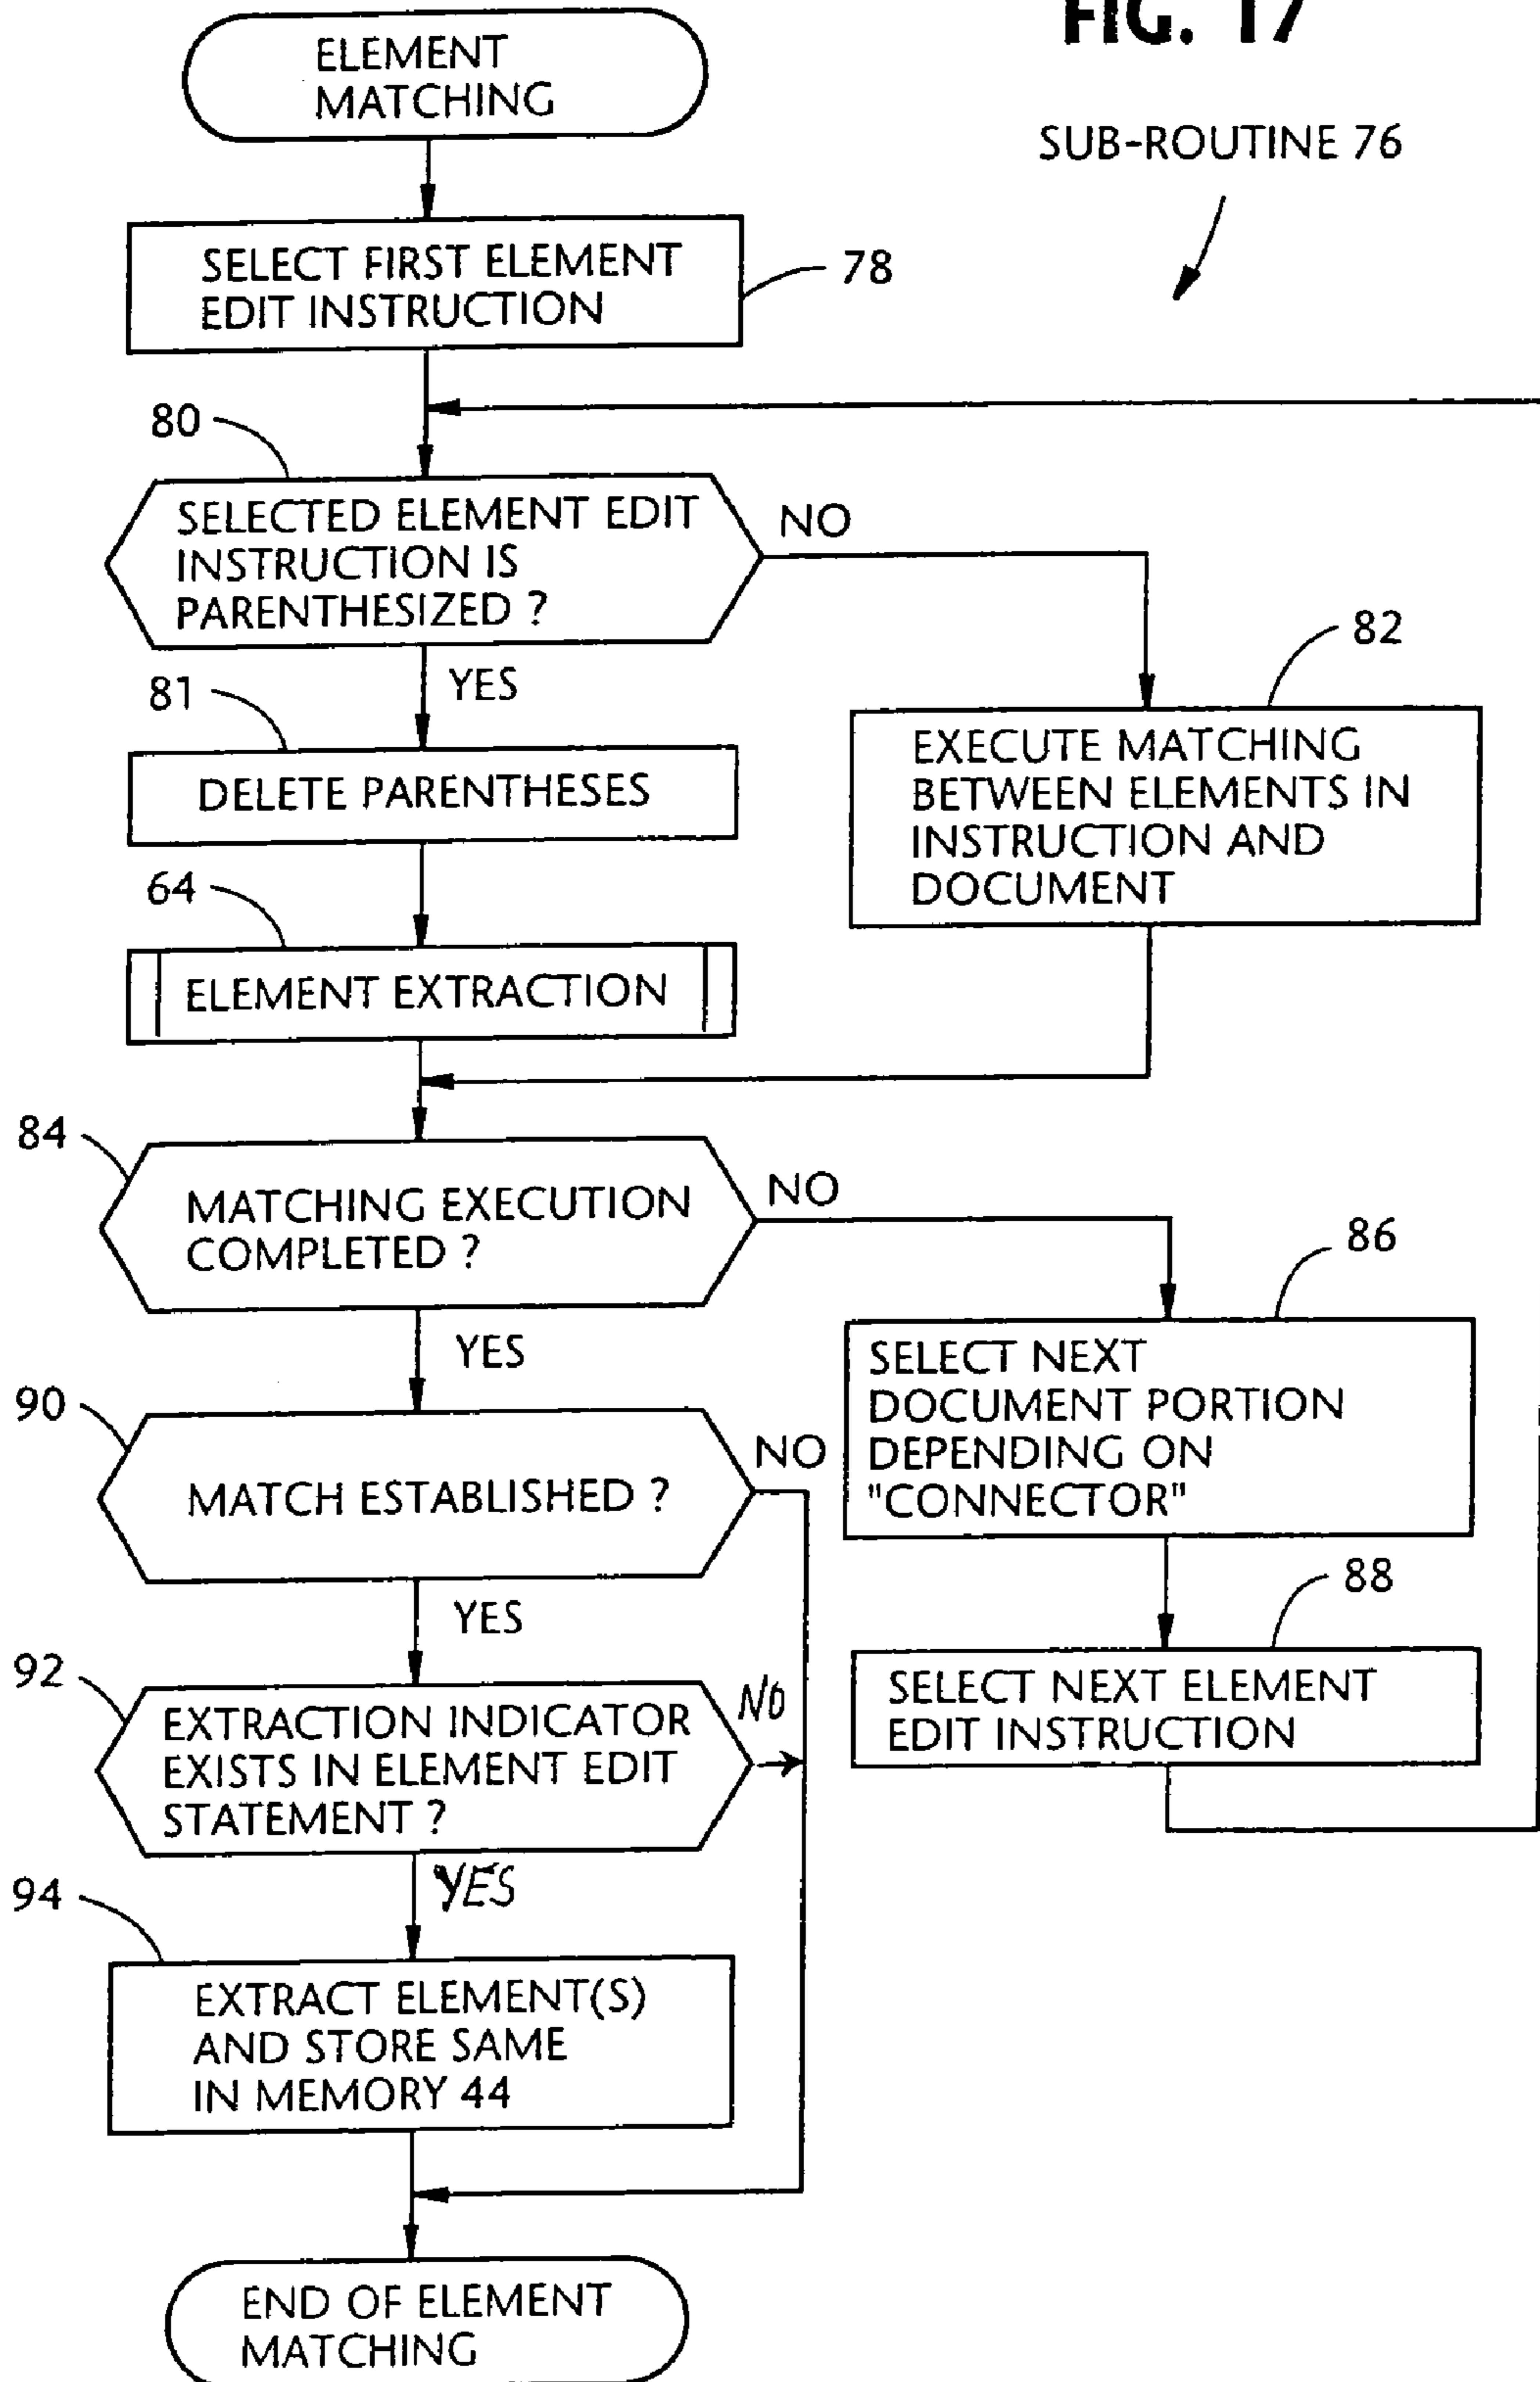 FIG. 17
ELEMENT
MATCHING
SUB-ROUTINE 76
SELECT FIRST ELEMENT
EDIT INSTRUCTION
78
80
SELECTED ELEMENT EDIT
INSTRUCTION IS
PARENTHESIZED ?
NO
YES
81
DELETE PARENTHESES
82
EXECUTE MATCHING
BETWEEN ELEMENTS IN
INSTRUCTION AND
DOCUMENT
64
ELEMENT EXTRACTION
84
MATCHING EXECUTION
COMPLETED ?
NO
YES
86
SELECT NEXT
DOCUMENT PORTION
DEPENDING ON
"CONNECTOR"
90
MATCH ESTABLISHED ?
NO
YES
88
SELECT NEXT ELEMENT
EDIT INSTRUCTION
92
EXTRACTION INDICATOR
EXISTS IN ELEMENT EDIT
STATEMENT ?
NO
YES
94
EXTRACT ELEMENT(S)
AND STORE SAME
IN MEMORY 44
END OF ELEMENT
MATCHING